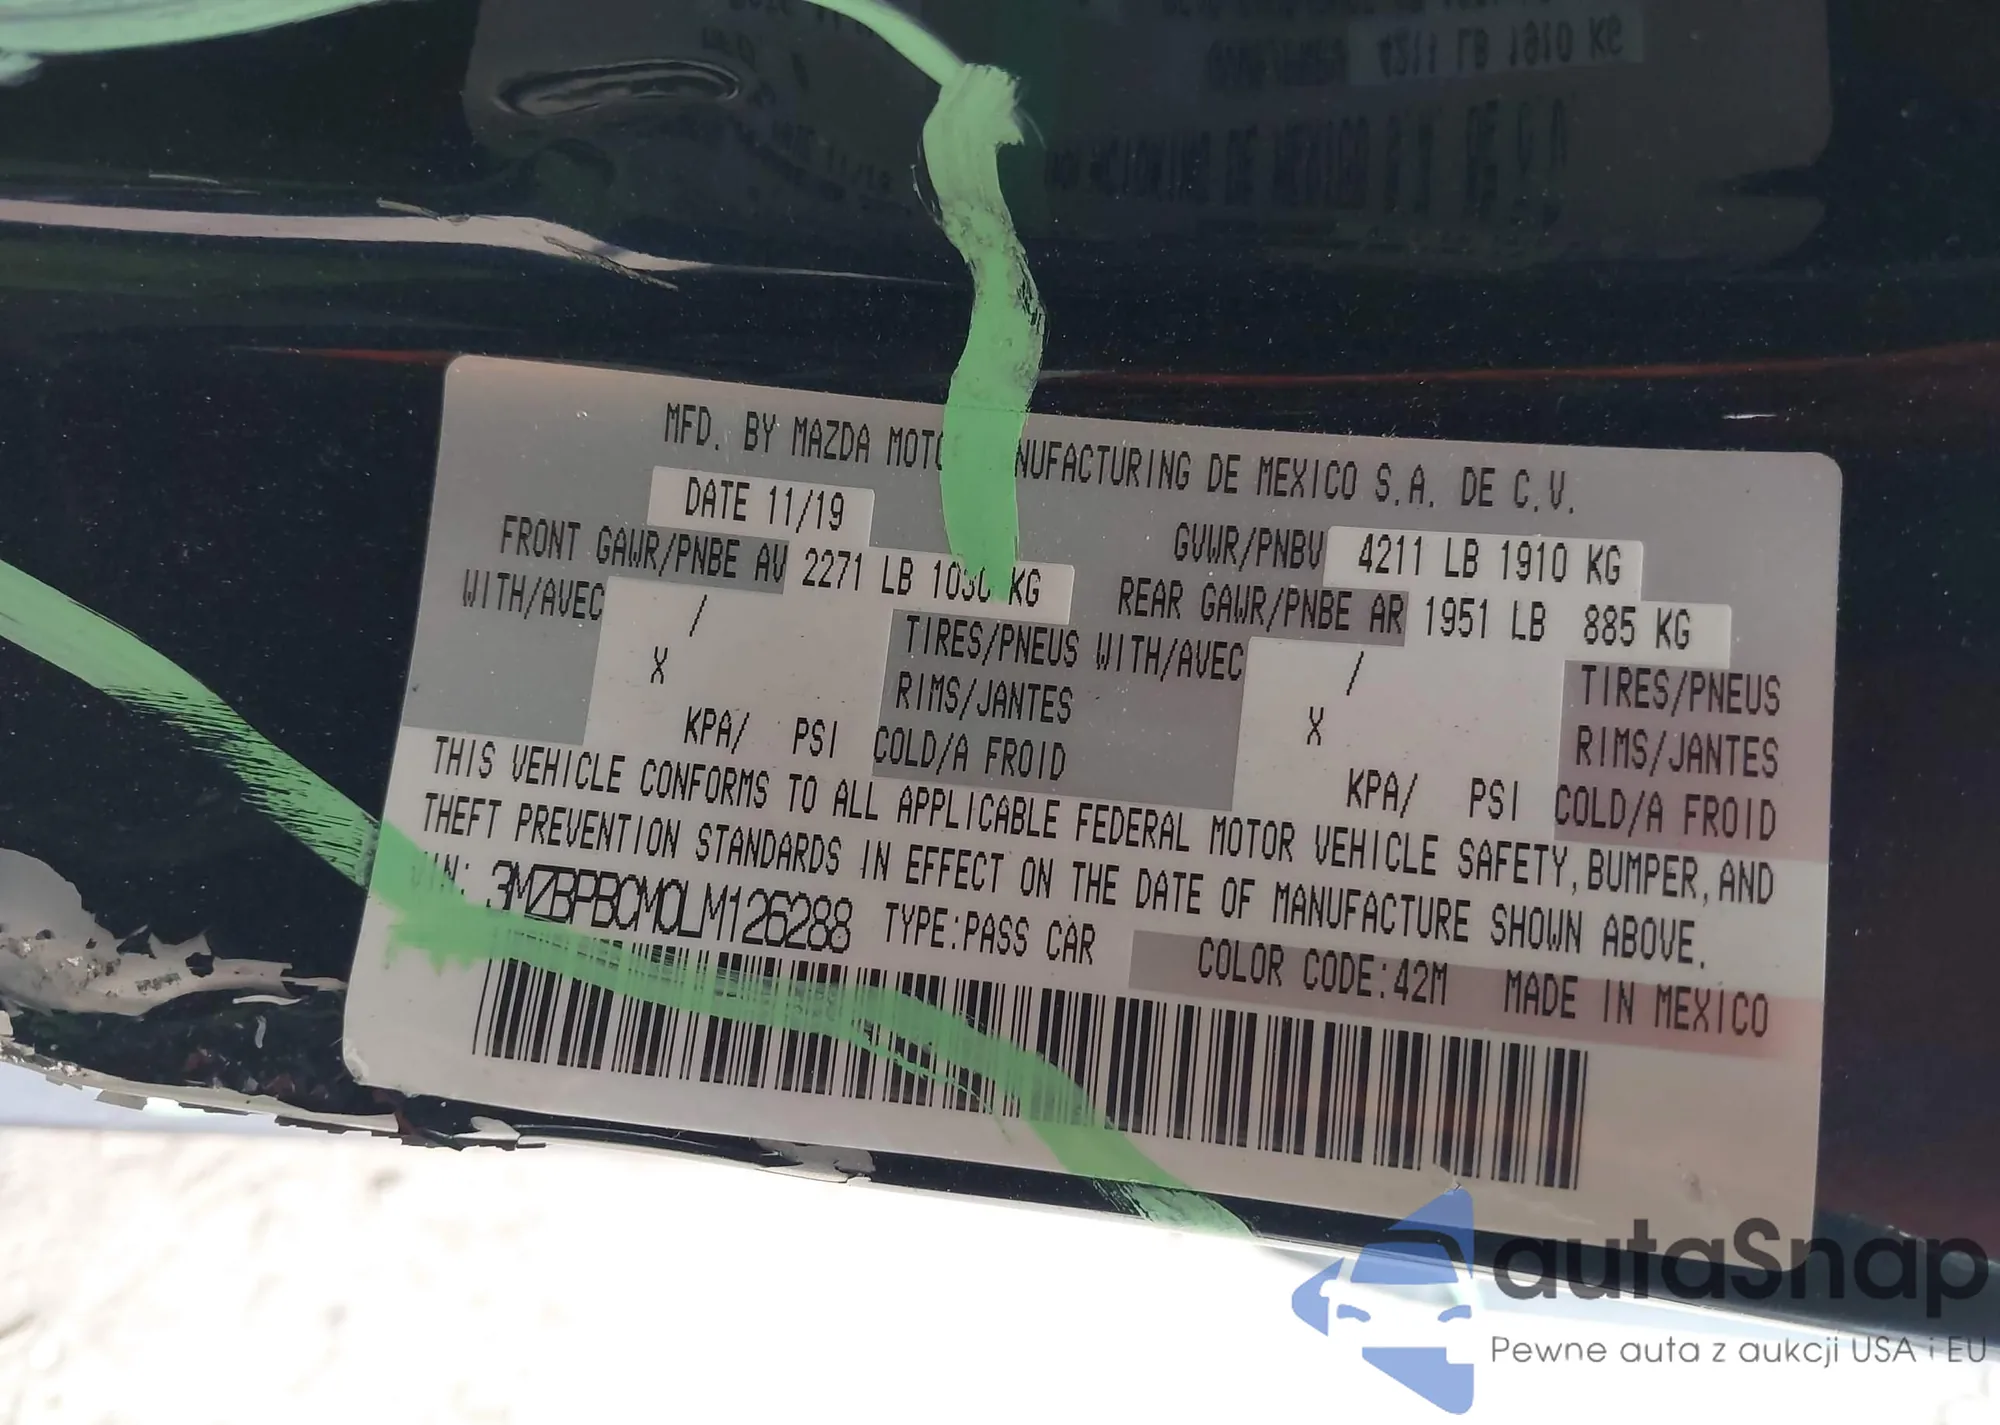 MFD. BY MAZDA MOTOR MANUFACTURING DE MEXICO S.A. DE C.V.
DATE 11/19
GVWR/PNBV 4211 LB 1910 KG
FRONT GAWR/PNBE AV 2271 LB 1030 KG
REAR GAWR/PNBE AR 1951 LB 885 KG
WITH/AVEC / TIRES/PNEUS WITH/AVEC / TIRES/PNEUS
X RIMS/JANTES X RIMS/JANTES
KPA/ PSI COLD/A FROID KPA/ PSI COLD/A FROID
THIS VEHICLE CONFORMS TO ALL APPLICABLE FEDERAL MOTOR VEHICLE SAFETY, BUMPER, AND
THEFT PREVENTION STANDARDS IN EFFECT ON THE DATE OF MANUFACTURE SHOWN ABOVE.
VIN: 3MZBPBCM0LM126288 TYPE:PASS CAR
COLOR CODE:42M MADE IN MEXICO
autaSnap
Pewne auta z aukcji USA i EU